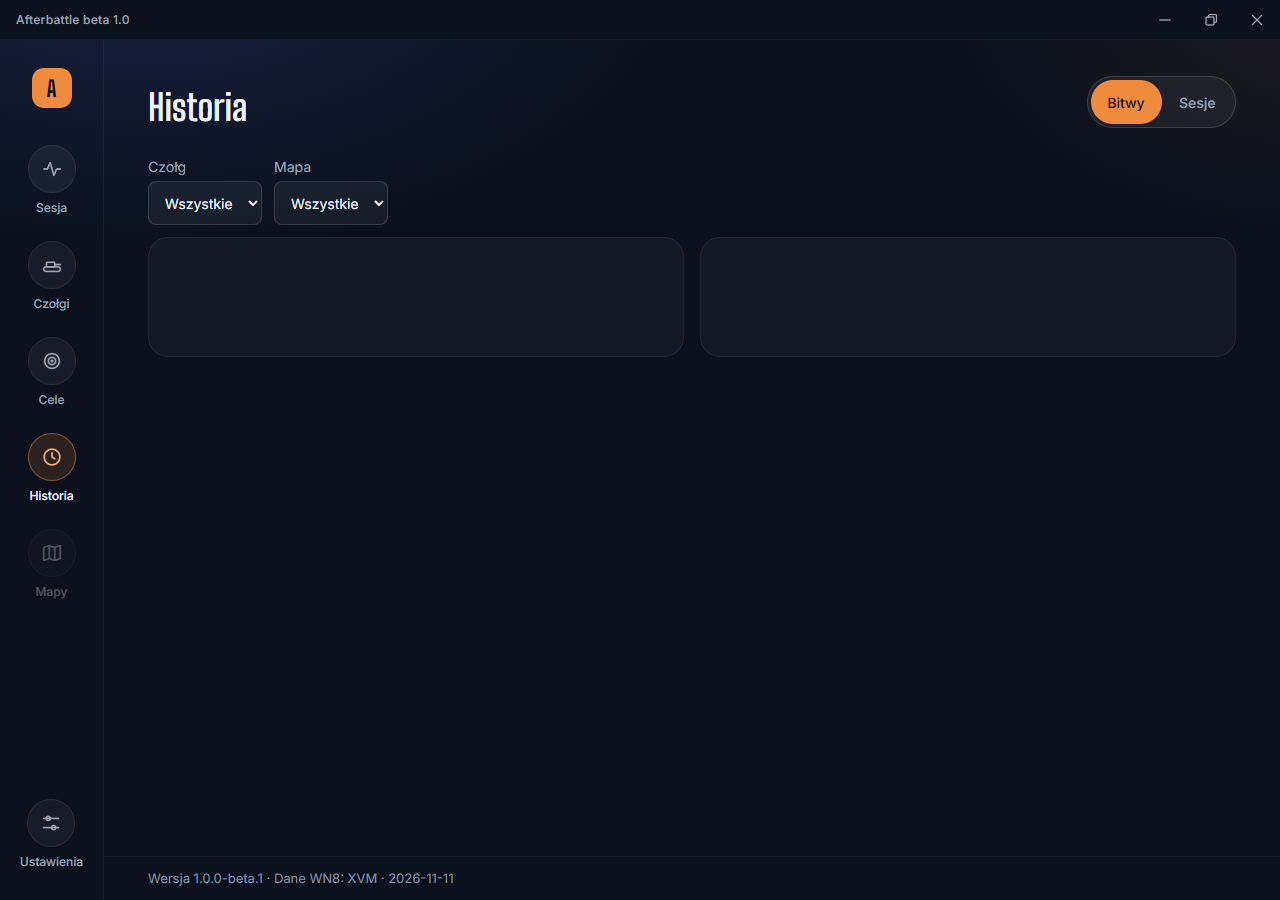 Afterbattle beta 1.0
A
Historia
Bitwy
Sesje
Czołg
Mapa
Wszystkie
Wszystkie
Sesja
Czołgi
Cele
Historia
Mapy
Ustawienia
Wersja 1.0.0-beta.1 · Dane WN8: XVM · 2026-11-11